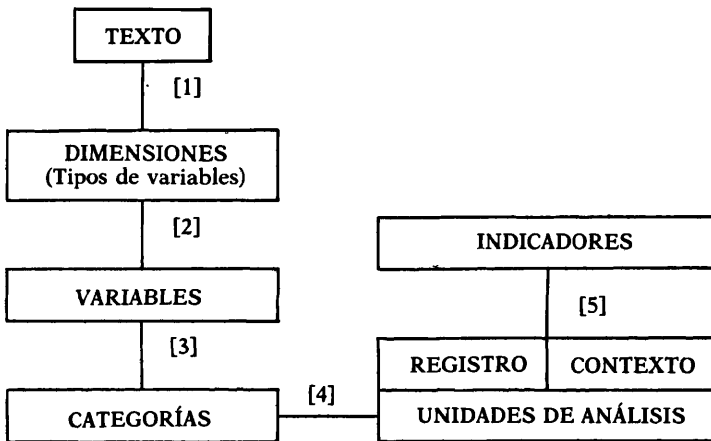 TEXTO
[1]
DIMENSIONES
(Tipos de variables)
[2]
INDICADORES
VARIABLES
[5]
[3]
REGISTRO
CONTEXTO
[4]
CATEGORÍAS
UNIDADES DE ANÁLISIS